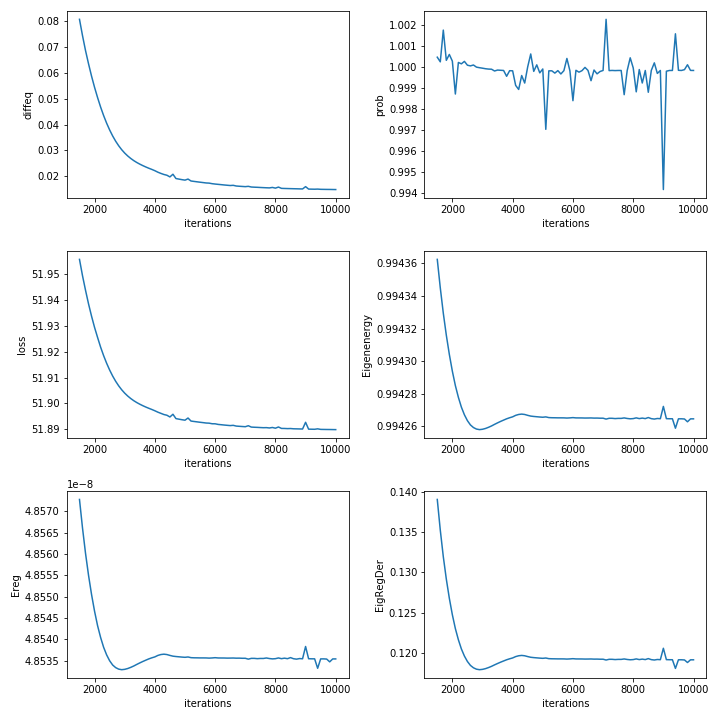 diffeq
0.08
0.07
0.06
0.05
0.04
0.03
0.02
2000 4000 6000 8000 10000
iterations
prob
1.002
1.001
1.000
0.999
0.998
0.997
0.996
0.995
0.994
2000 4000 6000 8000 10000
iterations
loss
51.95
51.94
51.93
51.92
51.91
51.90
51.89
2000 4000 6000 8000 10000
iterations
Eigenenergy
0.99436
0.99434
0.99432
0.99430
0.99428
0.99426
2000 4000 6000 8000 10000
iterations
1e−8
Ereg
4.8570
4.8565
4.8560
4.8555
4.8550
4.8545
4.8540
4.8535
2000 4000 6000 8000 10000
iterations
EigRegDer
0.140
0.135
0.130
0.125
0.120
2000 4000 6000 8000 10000
iterations